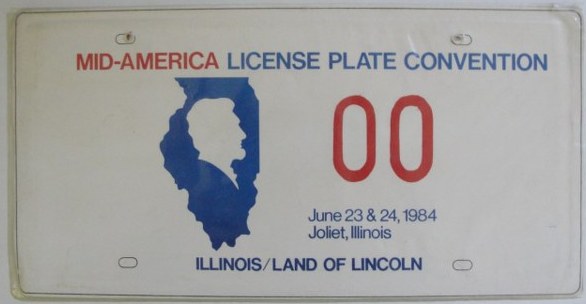 MID-AMERICA LICENSE PLATE CONVENTION
00
June 23 & 24, 1984
Joliet, Illinois
ILLINOIS/LAND OF LINCOLN